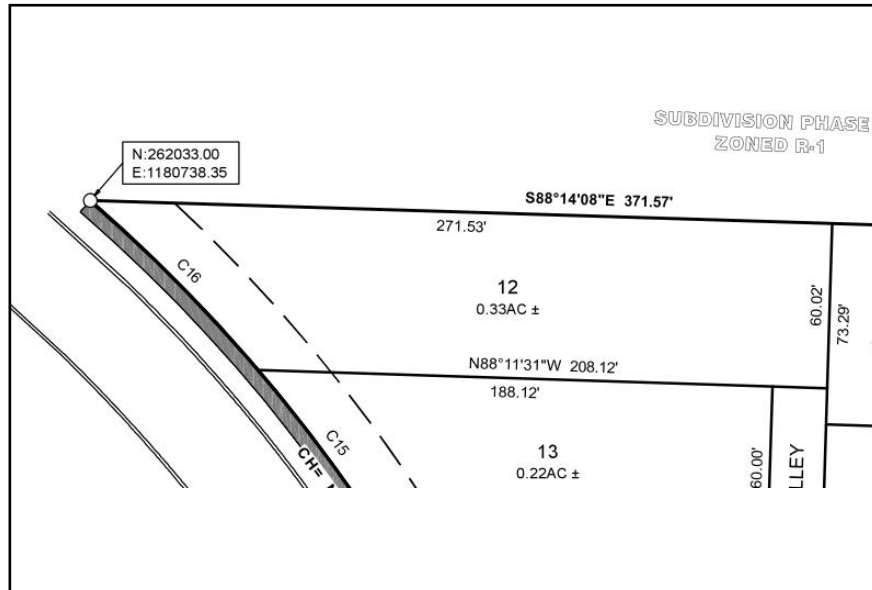 SUBDIVISION PHASE
ZONED R-1
N:262033.00
E:1180738.35
S88°14'08"E 371.57'
271.53'
C16
12
0.33AC ±
60.02'
73.29'
N88°11'31"W 208.12'
188.12'
C15
CH=
13
0.22AC ±
60.00'
LLEY